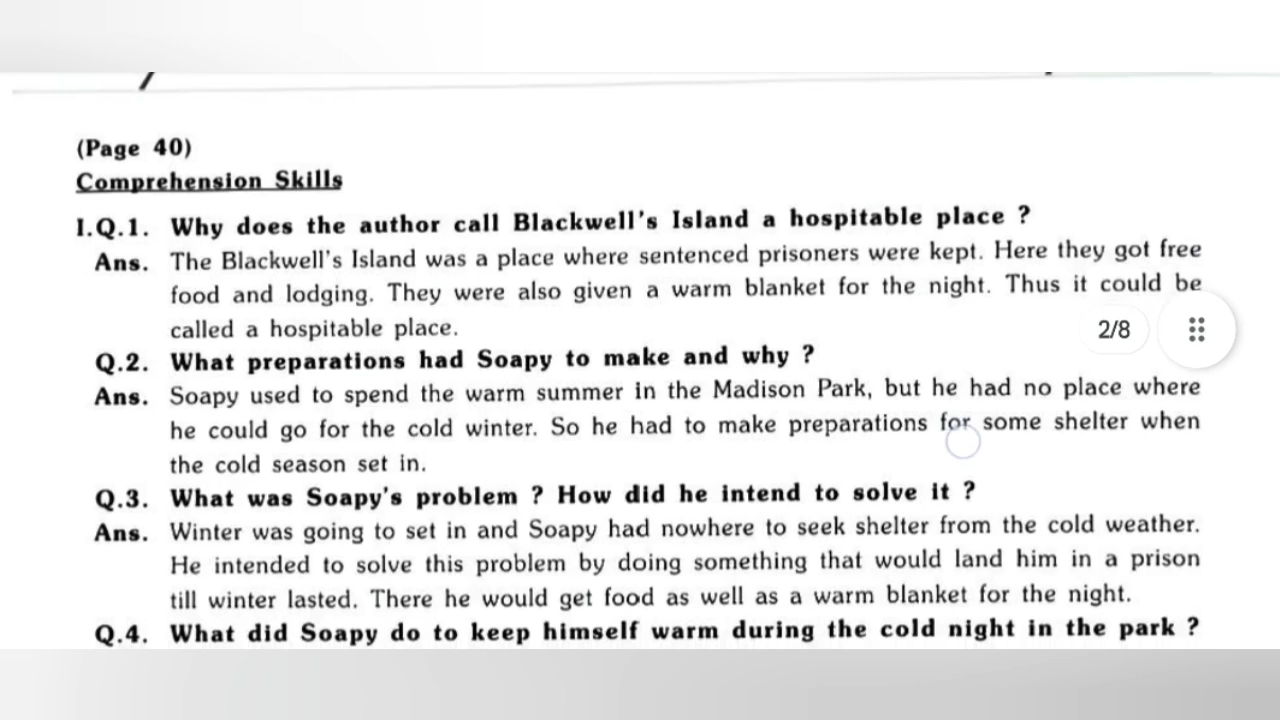 (Page 40)
Comprehension Skills
I.Q.1. Why does the author call Blackwell's Island a hospitable place ?
Ans. The Blackwell's Island was a place where sentenced prisoners were kept. Here they got free
food and lodging. They were also given a warm blanket for the night. Thus it could be
called a hospitable place.
2/8
Q.2. What preparations had Soapy to make and why ?
Ans. Soapy used to spend the warm summer in the Madison Park, but he had no place where
he could go for the cold winter. So he had to make preparations for some shelter when
the cold season set in.
Q.3. What was Soapy's problem ? How did he intend to solve it ?
Ans. Winter was going to set in and Soapy had nowhere to seek shelter from the cold weather.
He intended to solve this problem by doing something that would land him in a prison
till winter lasted. There he would get food as well as a warm blanket for the night.
Q.4. What did Soapy do to keep himself warm during the cold night in the park ?